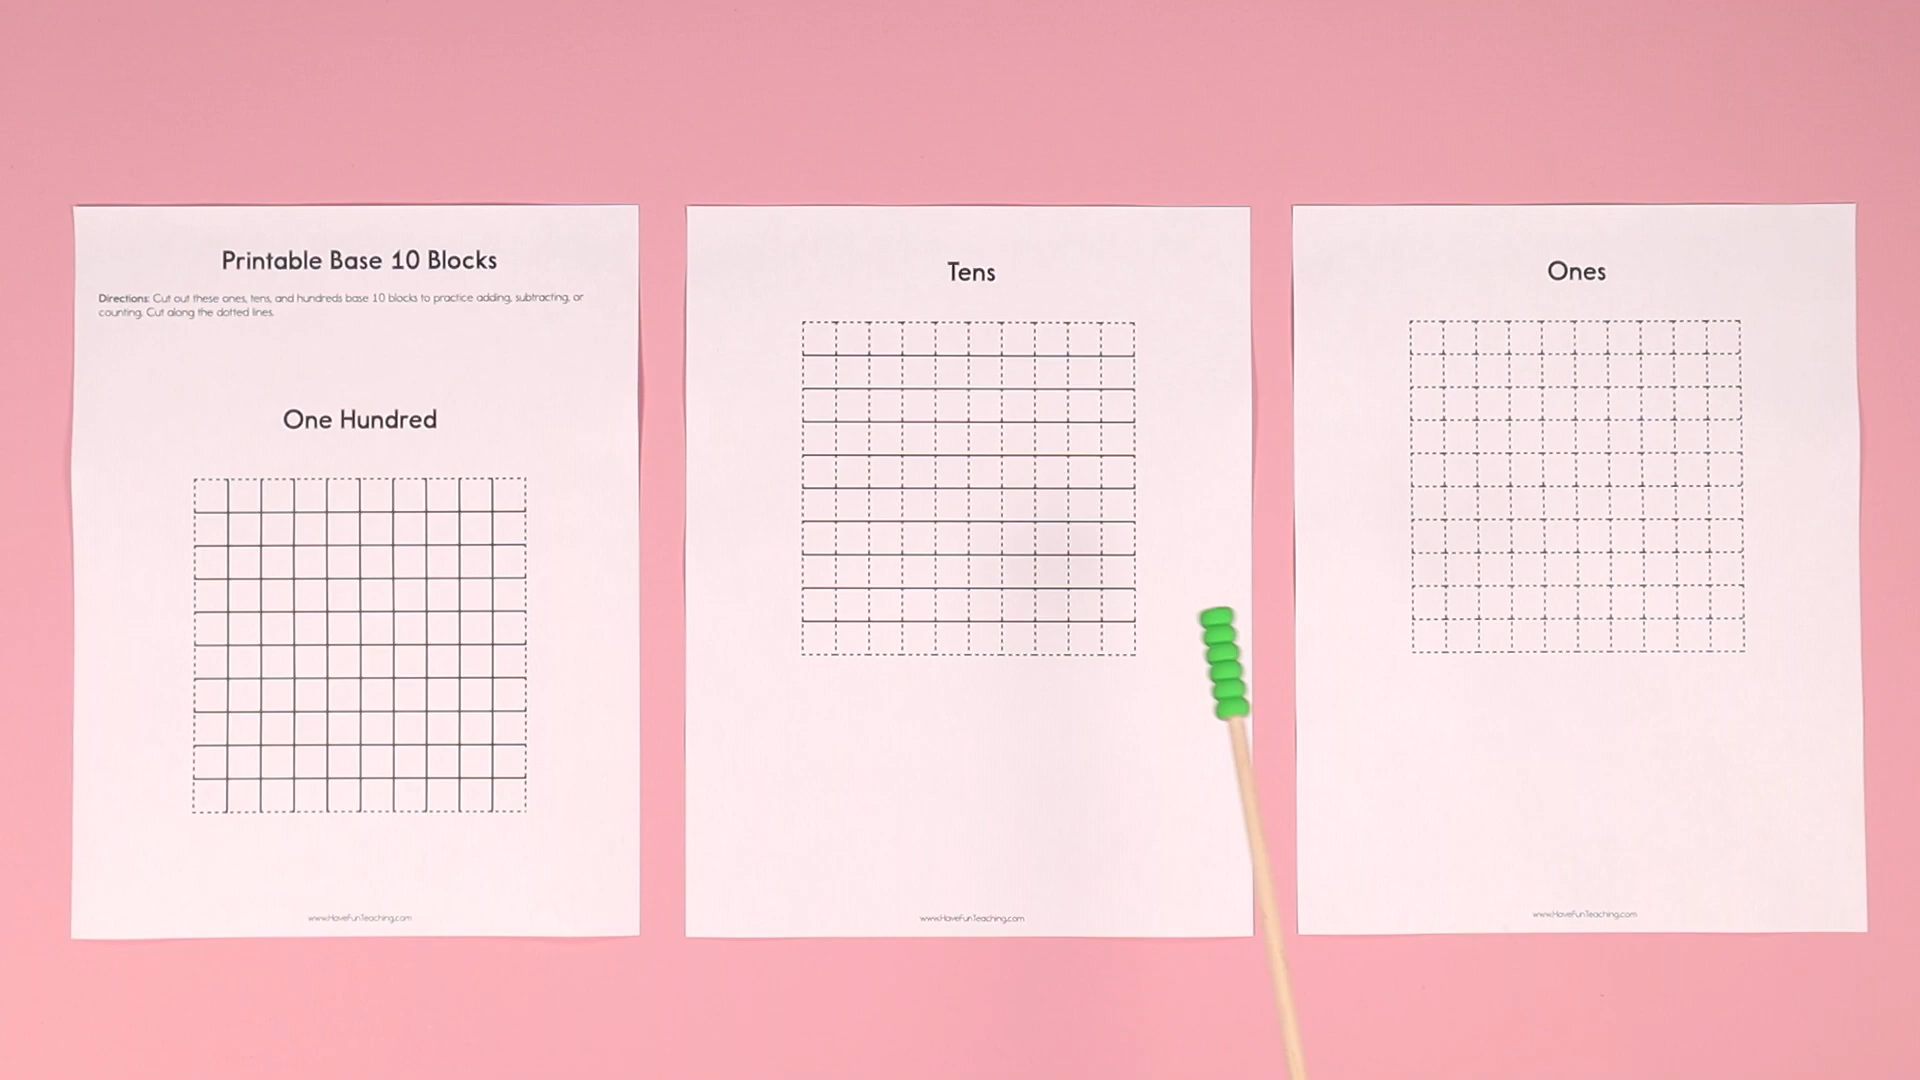 Printable Base 10 Blocks
Directions: Cut out these ones, tens, and hundreds base 10 blocks to practice adding, subtracting, or
counting. Cut along the dotted lines.
One Hundred
www.HaveFunTeaching.com
Tens
www.HaveFunTeaching.com
Ones
www.HaveFunTeaching.com